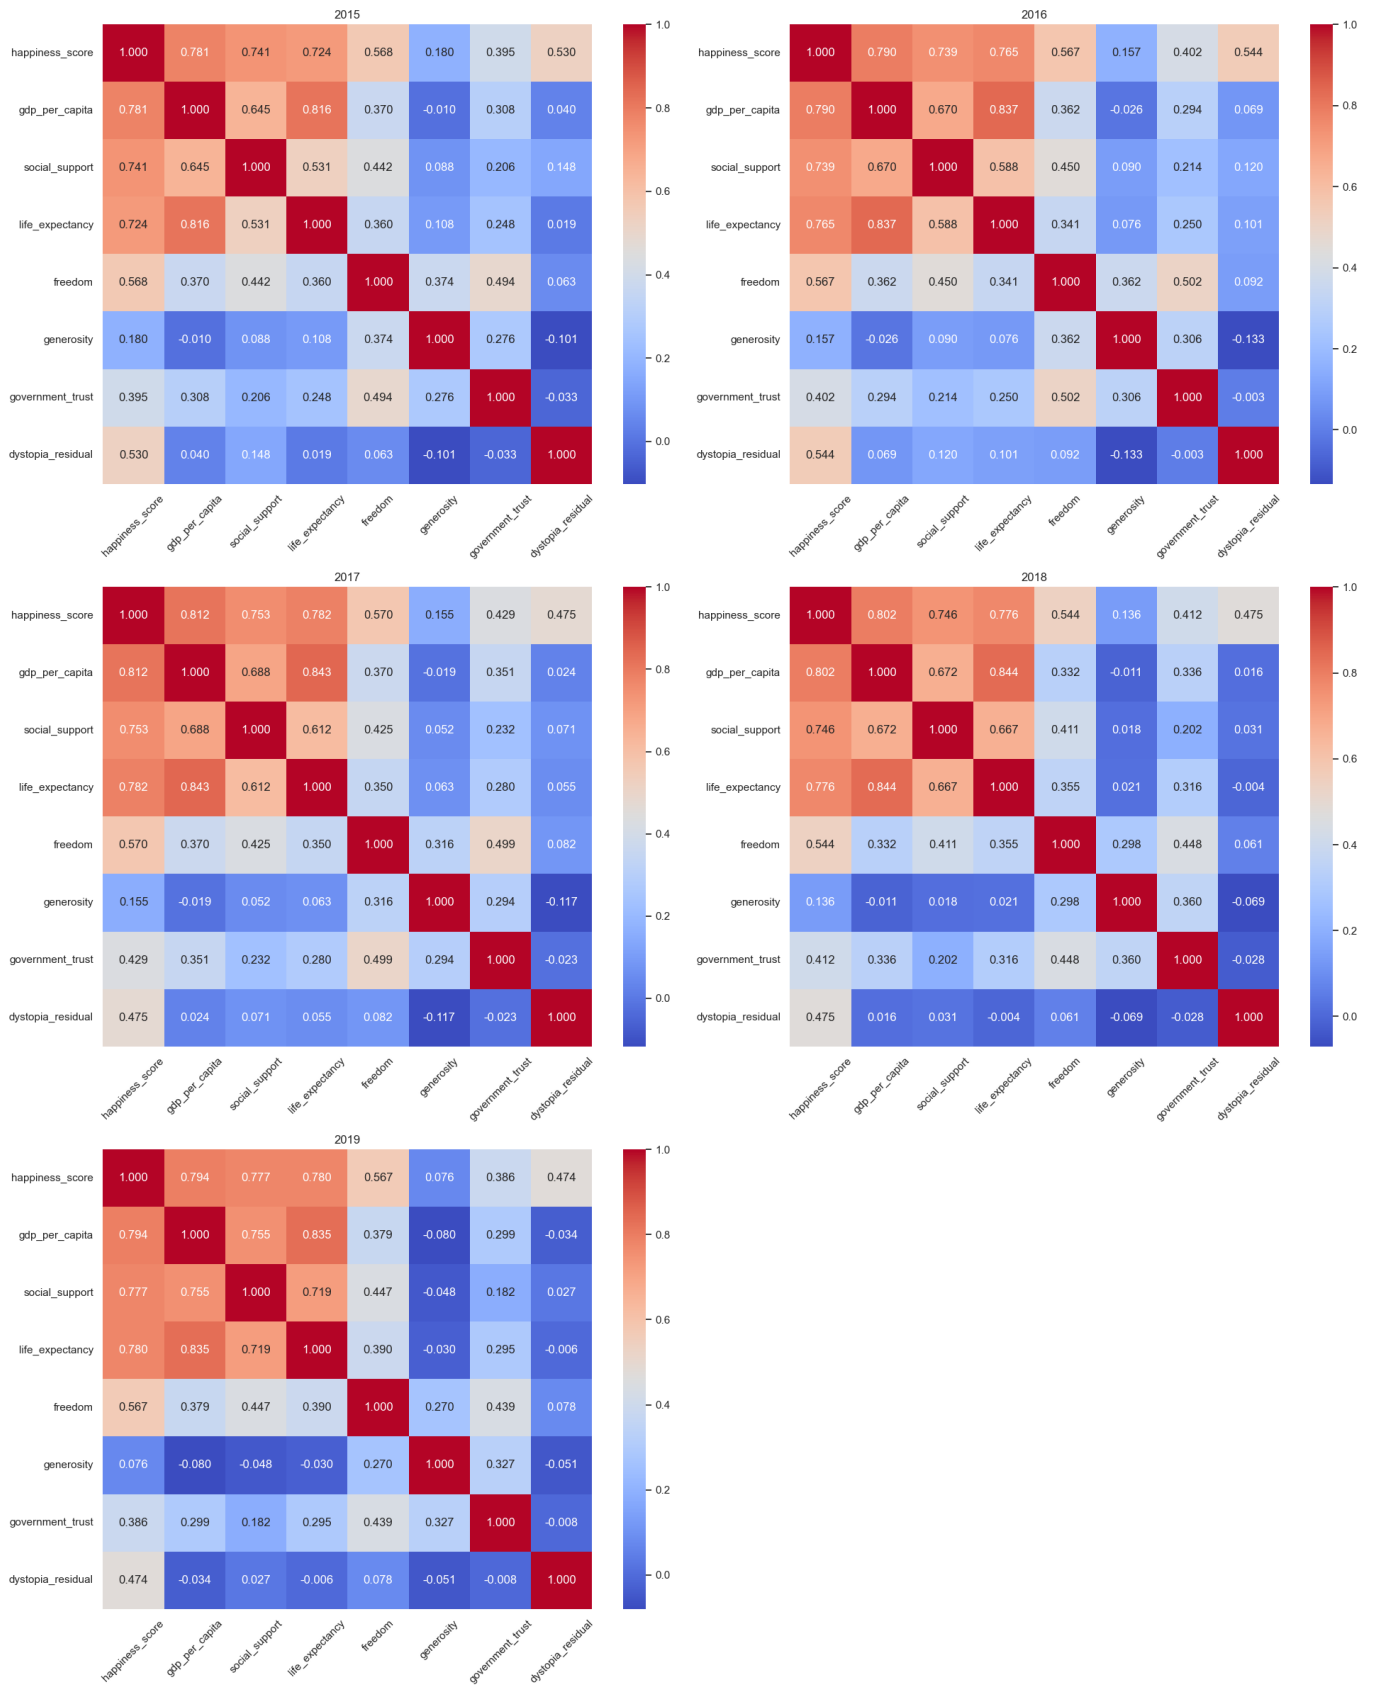 2015
happiness_score 1.000 0.781 0.741 0.724 0.568 0.180 0.395 0.530
gdp_per_capita 0.781 1.000 0.645 0.816 0.370 -0.010 0.308 0.040
social_support 0.741 0.645 1.000 0.531 0.442 0.088 0.206 0.148
life_expectancy 0.724 0.816 0.531 1.000 0.360 0.108 0.248 0.019
freedom 0.568 0.370 0.442 0.360 1.000 0.374 0.494 0.063
generosity 0.180 -0.010 0.088 0.108 0.374 1.000 0.276 -0.101
government_trust 0.395 0.308 0.206 0.248 0.494 0.276 1.000 -0.033
dystopia_residual 0.530 0.040 0.148 0.019 0.063 -0.101 -0.033 1.000
happiness_score gdp_per_capita social_support life_expectancy freedom generosity government_trust dystopia_residual
1.0
0.8
0.6
0.4
0.2
0.0
2016
happiness_score 1.000 0.790 0.739 0.765 0.567 0.157 0.402 0.544
gdp_per_capita 0.790 1.000 0.670 0.837 0.362 -0.026 0.294 0.069
social_support 0.739 0.670 1.000 0.588 0.450 0.090 0.214 0.120
life_expectancy 0.765 0.837 0.588 1.000 0.341 0.076 0.250 0.101
freedom 0.567 0.362 0.450 0.341 1.000 0.362 0.502 0.092
generosity 0.157 -0.026 0.090 0.076 0.362 1.000 0.306 -0.133
government_trust 0.402 0.294 0.214 0.250 0.502 0.306 1.000 -0.003
dystopia_residual 0.544 0.069 0.120 0.101 0.092 -0.133 -0.003 1.000
happiness_score gdp_per_capita social_support life_expectancy freedom generosity government_trust dystopia_residual
1.0
0.8
0.6
0.4
0.2
0.0
2017
happiness_score 1.000 0.812 0.753 0.782 0.570 0.155 0.429 0.475
gdp_per_capita 0.812 1.000 0.688 0.843 0.370 -0.019 0.351 0.024
social_support 0.753 0.688 1.000 0.612 0.425 0.052 0.232 0.071
life_expectancy 0.782 0.843 0.612 1.000 0.350 0.063 0.280 0.055
freedom 0.570 0.370 0.425 0.350 1.000 0.316 0.499 0.082
generosity 0.155 -0.019 0.052 0.063 0.316 1.000 0.294 -0.117
government_trust 0.429 0.351 0.232 0.280 0.499 0.294 1.000 -0.023
dystopia_residual 0.475 0.024 0.071 0.055 0.082 -0.117 -0.023 1.000
happiness_score gdp_per_capita social_support life_expectancy freedom generosity government_trust dystopia_residual
1.0
0.8
0.6
0.4
0.2
0.0
2018
happiness_score 1.000 0.802 0.746 0.776 0.544 0.136 0.412 0.475
gdp_per_capita 0.802 1.000 0.672 0.844 0.332 -0.011 0.336 0.016
social_support 0.746 0.672 1.000 0.667 0.411 0.018 0.202 0.031
life_expectancy 0.776 0.844 0.667 1.000 0.355 0.021 0.316 -0.004
freedom 0.544 0.332 0.411 0.355 1.000 0.298 0.448 0.061
generosity 0.136 -0.011 0.018 0.021 0.298 1.000 0.360 -0.069
government_trust 0.412 0.336 0.202 0.316 0.448 0.360 1.000 -0.028
dystopia_residual 0.475 0.016 0.031 -0.004 0.061 -0.069 -0.028 1.000
happiness_score gdp_per_capita social_support life_expectancy freedom generosity government_trust dystopia_residual
1.0
0.8
0.6
0.4
0.2
0.0
2019
happiness_score 1.000 0.794 0.777 0.780 0.567 0.076 0.386 0.474
gdp_per_capita 0.794 1.000 0.755 0.835 0.379 -0.080 0.299 -0.034
social_support 0.777 0.755 1.000 0.719 0.447 -0.048 0.182 0.027
life_expectancy 0.780 0.835 0.719 1.000 0.390 -0.030 0.295 -0.006
freedom 0.567 0.379 0.447 0.390 1.000 0.270 0.439 0.078
generosity 0.076 -0.080 -0.048 -0.030 0.270 1.000 0.327 -0.051
government_trust 0.386 0.299 0.182 0.295 0.439 0.327 1.000 -0.008
dystopia_residual 0.474 -0.034 0.027 -0.006 0.078 -0.051 -0.008 1.000
happiness_score gdp_per_capita social_support life_expectancy freedom generosity government_trust dystopia_residual
1.0
0.8
0.6
0.4
0.2
0.0